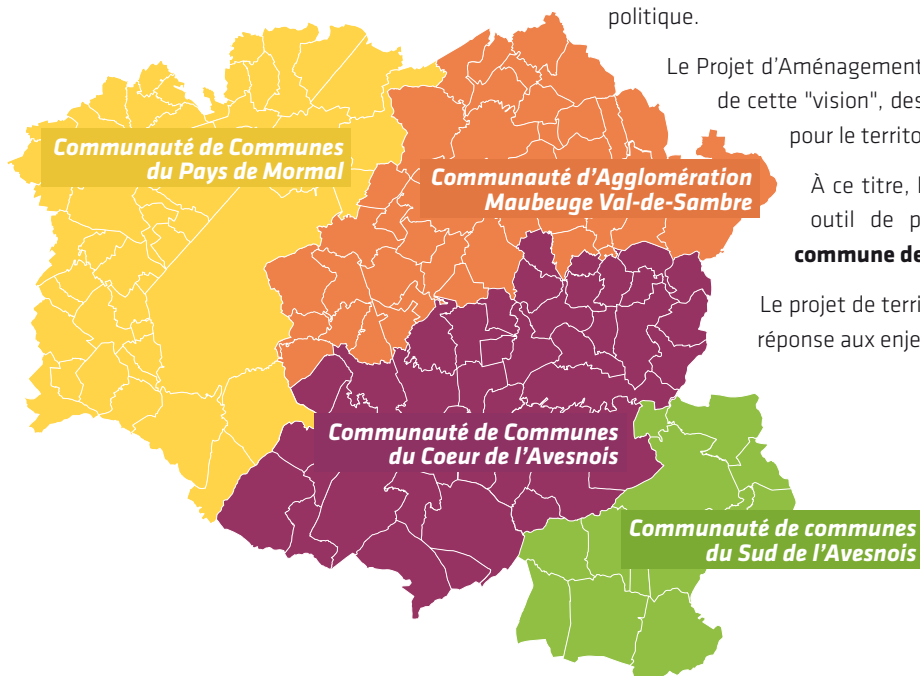 politique.
Le Projet d'Aménagement
de cette "vision", des
pour le territo
À ce titre, l
outil de p
commune de
Le projet de terri
réponse aux enje
Communauté de Communes
du Pays de Mormal
Communauté d'Agglomération
Maubeuge Val-de-Sambre
Communauté de Communes
du Coeur de l'Avesnois
Communauté de communes
du Sud de l'Avesnois